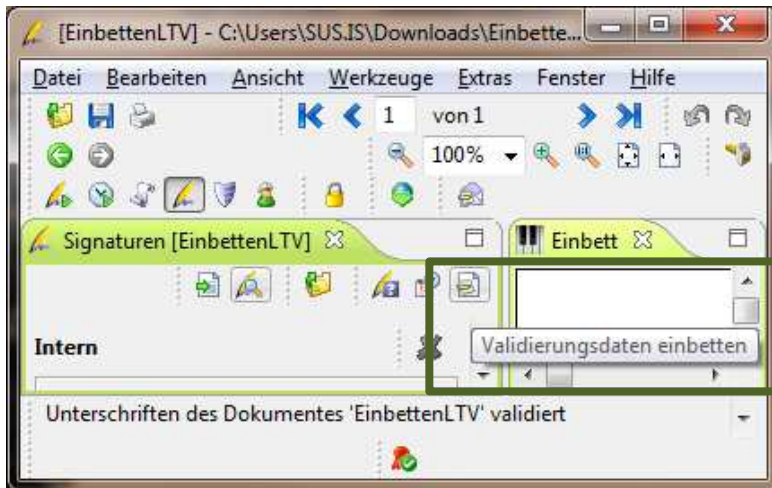 [EinbettenLTV] - C:\Users\SUS.IS\Downloads\Einbette...
Datei Bearbeiten Ansicht Werkzeuge Extras Fenster Hilfe
1 von 1
100%
Signaturen [EinbettenLTV] Einbett
Intern
Validierungsdaten einbetten
Unterschriften des Dokumentes 'EinbettenLTV' validiert